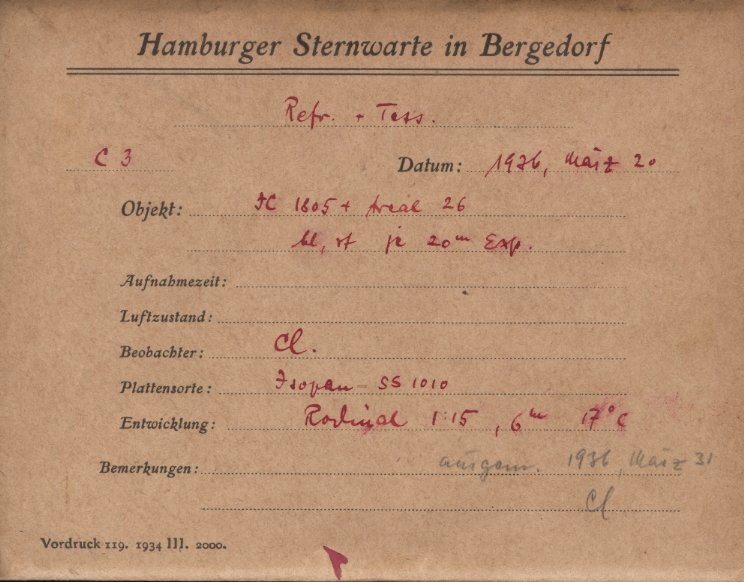 Hamburger Sternwarte in Bergedorf
Refr. + Tess.
C 3 Datum: 1936, März 20
Objekt: IC 1805 + Areal 26
bl, rt je 20m Exp.
Aufnahmezeit:
Luftzustand:
Beobachter: Cl.
Plattensorte: Isopan-SS 1010
Entwicklung: Rodinal 1:15, 6m 17°C
Bemerkungen: ausgem. 1936, März 31
Cl
Vordruck 119. 1934 III. 2000.